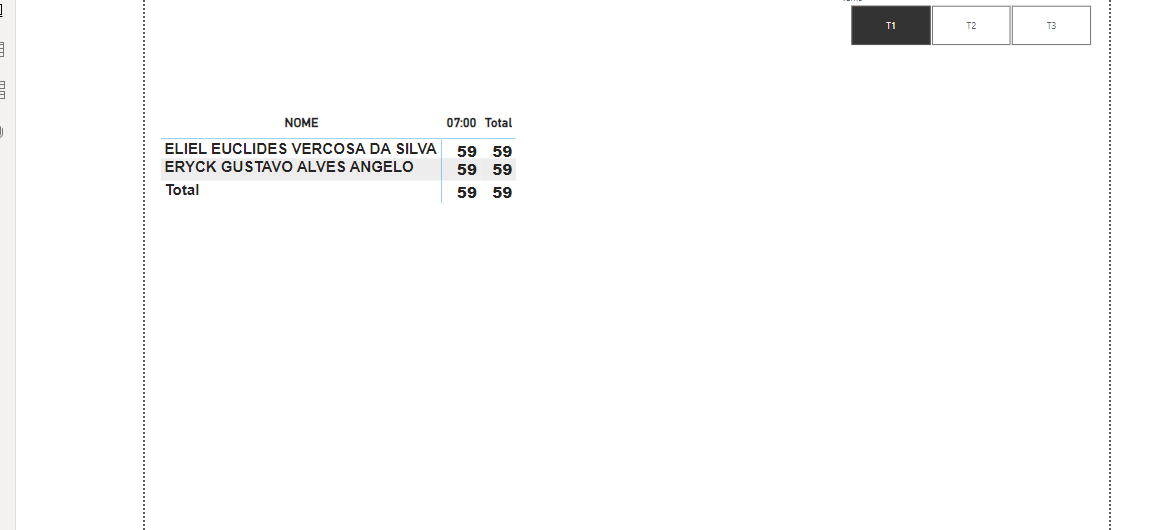 T1 T2 T3
NOME 07:00 Total
ELIEL EUCLIDES VERCOSA DA SILVA 59 59
ERYCK GUSTAVO ALVES ANGELO 59 59
Total 59 59